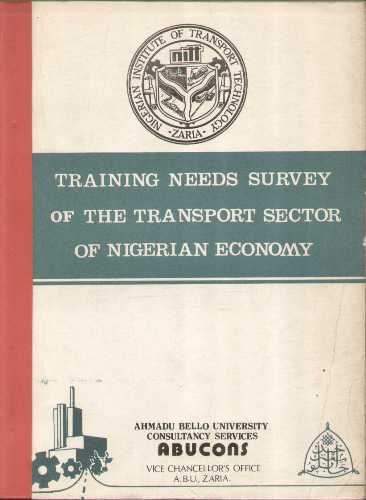 NIGERIAN INSTITUTE OF TRANSPORT TECHNOLOGY
nitt
-ZARIA-
TRAINING NEEDS SURVEY
OF THE TRANSPORT SECTOR
OF NIGERIAN ECONOMY
AHMADU BELLO UNIVERSITY
CONSULTANCY SERVICES
ABUCONS
VICE CHANCELLOR'S OFFICE
A.B.U., ZARIA.